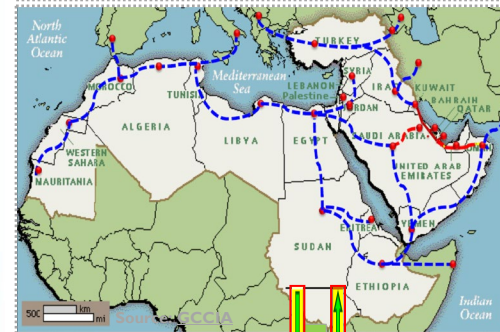 North
Atlantic
Ocean
TURKEY
Mediterranean
Sea
SYRIA
LEBANON
Palestine
IRAQ
KUWAIT
BAHRAIN
QATAR
MOROCCO
TUNISIA
JORDAN
ALGERIA
LIBYA
EGYPT
SAUDI ARABIA
OMAN
WESTERN
SAHARA
UNITED ARAB
EMIRATES
MAURITANIA
ERITREA
YEMEN
SUDAN
ETHIOPIA
Indian
Ocean
500 km
mi
Source: GCCIA